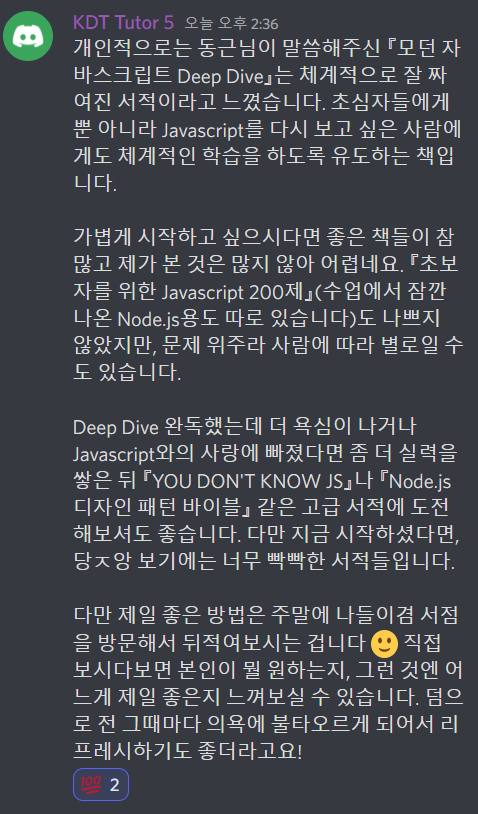 KDT Tutor 5 오늘 오후 2:36
개인적으로는 동근님이 말씀해주신 『모던 자
바스크립트 Deep Dive』는 체계적으로 잘 짜
여진 서적이라고 느꼈습니다. 초심자들에게
뿐 아니라 Javascript를 다시 보고 싶은 사람에
게도 체계적인 학습을 하도록 유도하는 책입
니다.
가볍게 시작하고 싶으시다면 좋은 책들이 참
많고 제가 본 것은 많지 않아 어렵네요. 『초보
자를 위한 Javascript 200제』(수업에서 잠깐
나온 Node.js용도 따로 있습니다)도 나쁘지
않았지만, 문제 위주라 사람에 따라 별로일 수
도 있습니다.
Deep Dive 완독했는데 더 욕심이 나거나
Javascript와의 사랑에 빠졌다면 좀 더 실력을
쌓은 뒤 『YOU DON'T KNOW JS』나 『Node.js
디자인 패턴 바이블』 같은 고급 서적에 도전
해보셔도 좋습니다. 다만 지금 시작하셨다면,
당ㅈ앙 보기에는 너무 빡빡한 서적들입니다.
다만 제일 좋은 방법은 주말에 나들이겸 서점
을 방문해서 뒤적여보시는 겁니다 🙂 직접
보시다보면 본인이 뭘 원하는지, 그런 것엔 어
느게 제일 좋은지 느껴보실 수 있습니다. 덤으
로 전 그때마다 의욕에 불타오르게 되어서 리
프레시하기도 좋더라고요!
💯 2